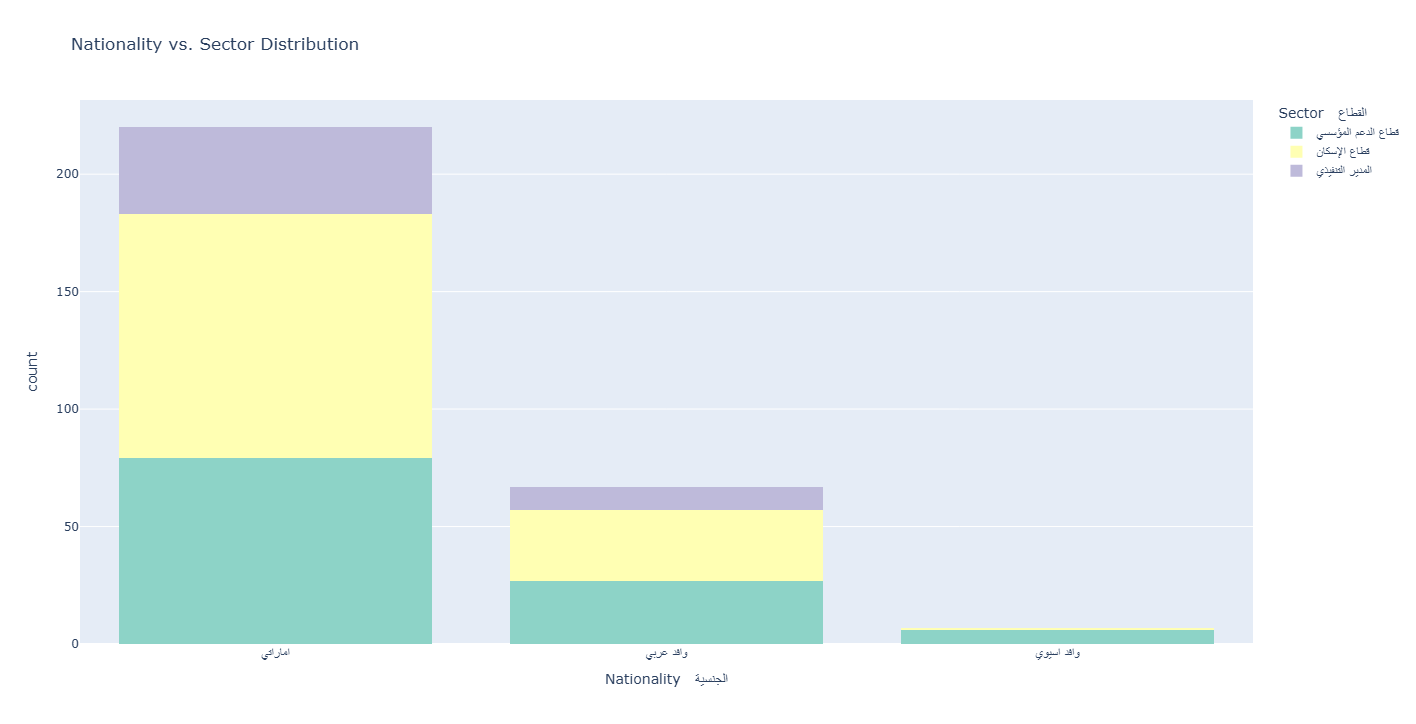 Nationality vs. Sector Distribution
Sector القطاع
قطاع الدعم المؤسسي
قطاع الإسكان
المدير التنفيذي
200
150
100
50
0
count
اماراتي
وافد عربي
وافد اسيوي
Nationality الجنسية